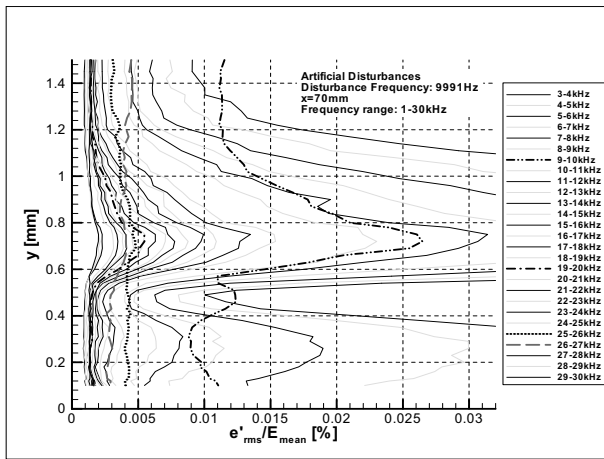 Artificial Disturbances
Disturbance Frequency: 9991Hz
x=70mm
Frequency range: 1-30kHz
1.4
1.2
1
0.8
0.6
0.4
0.2
0
y [mm]
0
0.005
0.01
0.015
0.02
0.025
0.03
e'rms/Emean [%]
3-4kHz
4-5kHz
5-6kHz
6-7kHz
7-8kHz
8-9kHz
9-10kHz
10-11kHz
11-12kHz
12-13kHz
13-14kHz
14-15kHz
15-16kHz
16-17kHz
17-18kHz
18-19kHz
19-20kHz
20-21kHz
21-22kHz
22-23kHz
23-24kHz
24-25kHz
25-26kHz
26-27kHz
27-28kHz
28-29kHz
29-30kHz